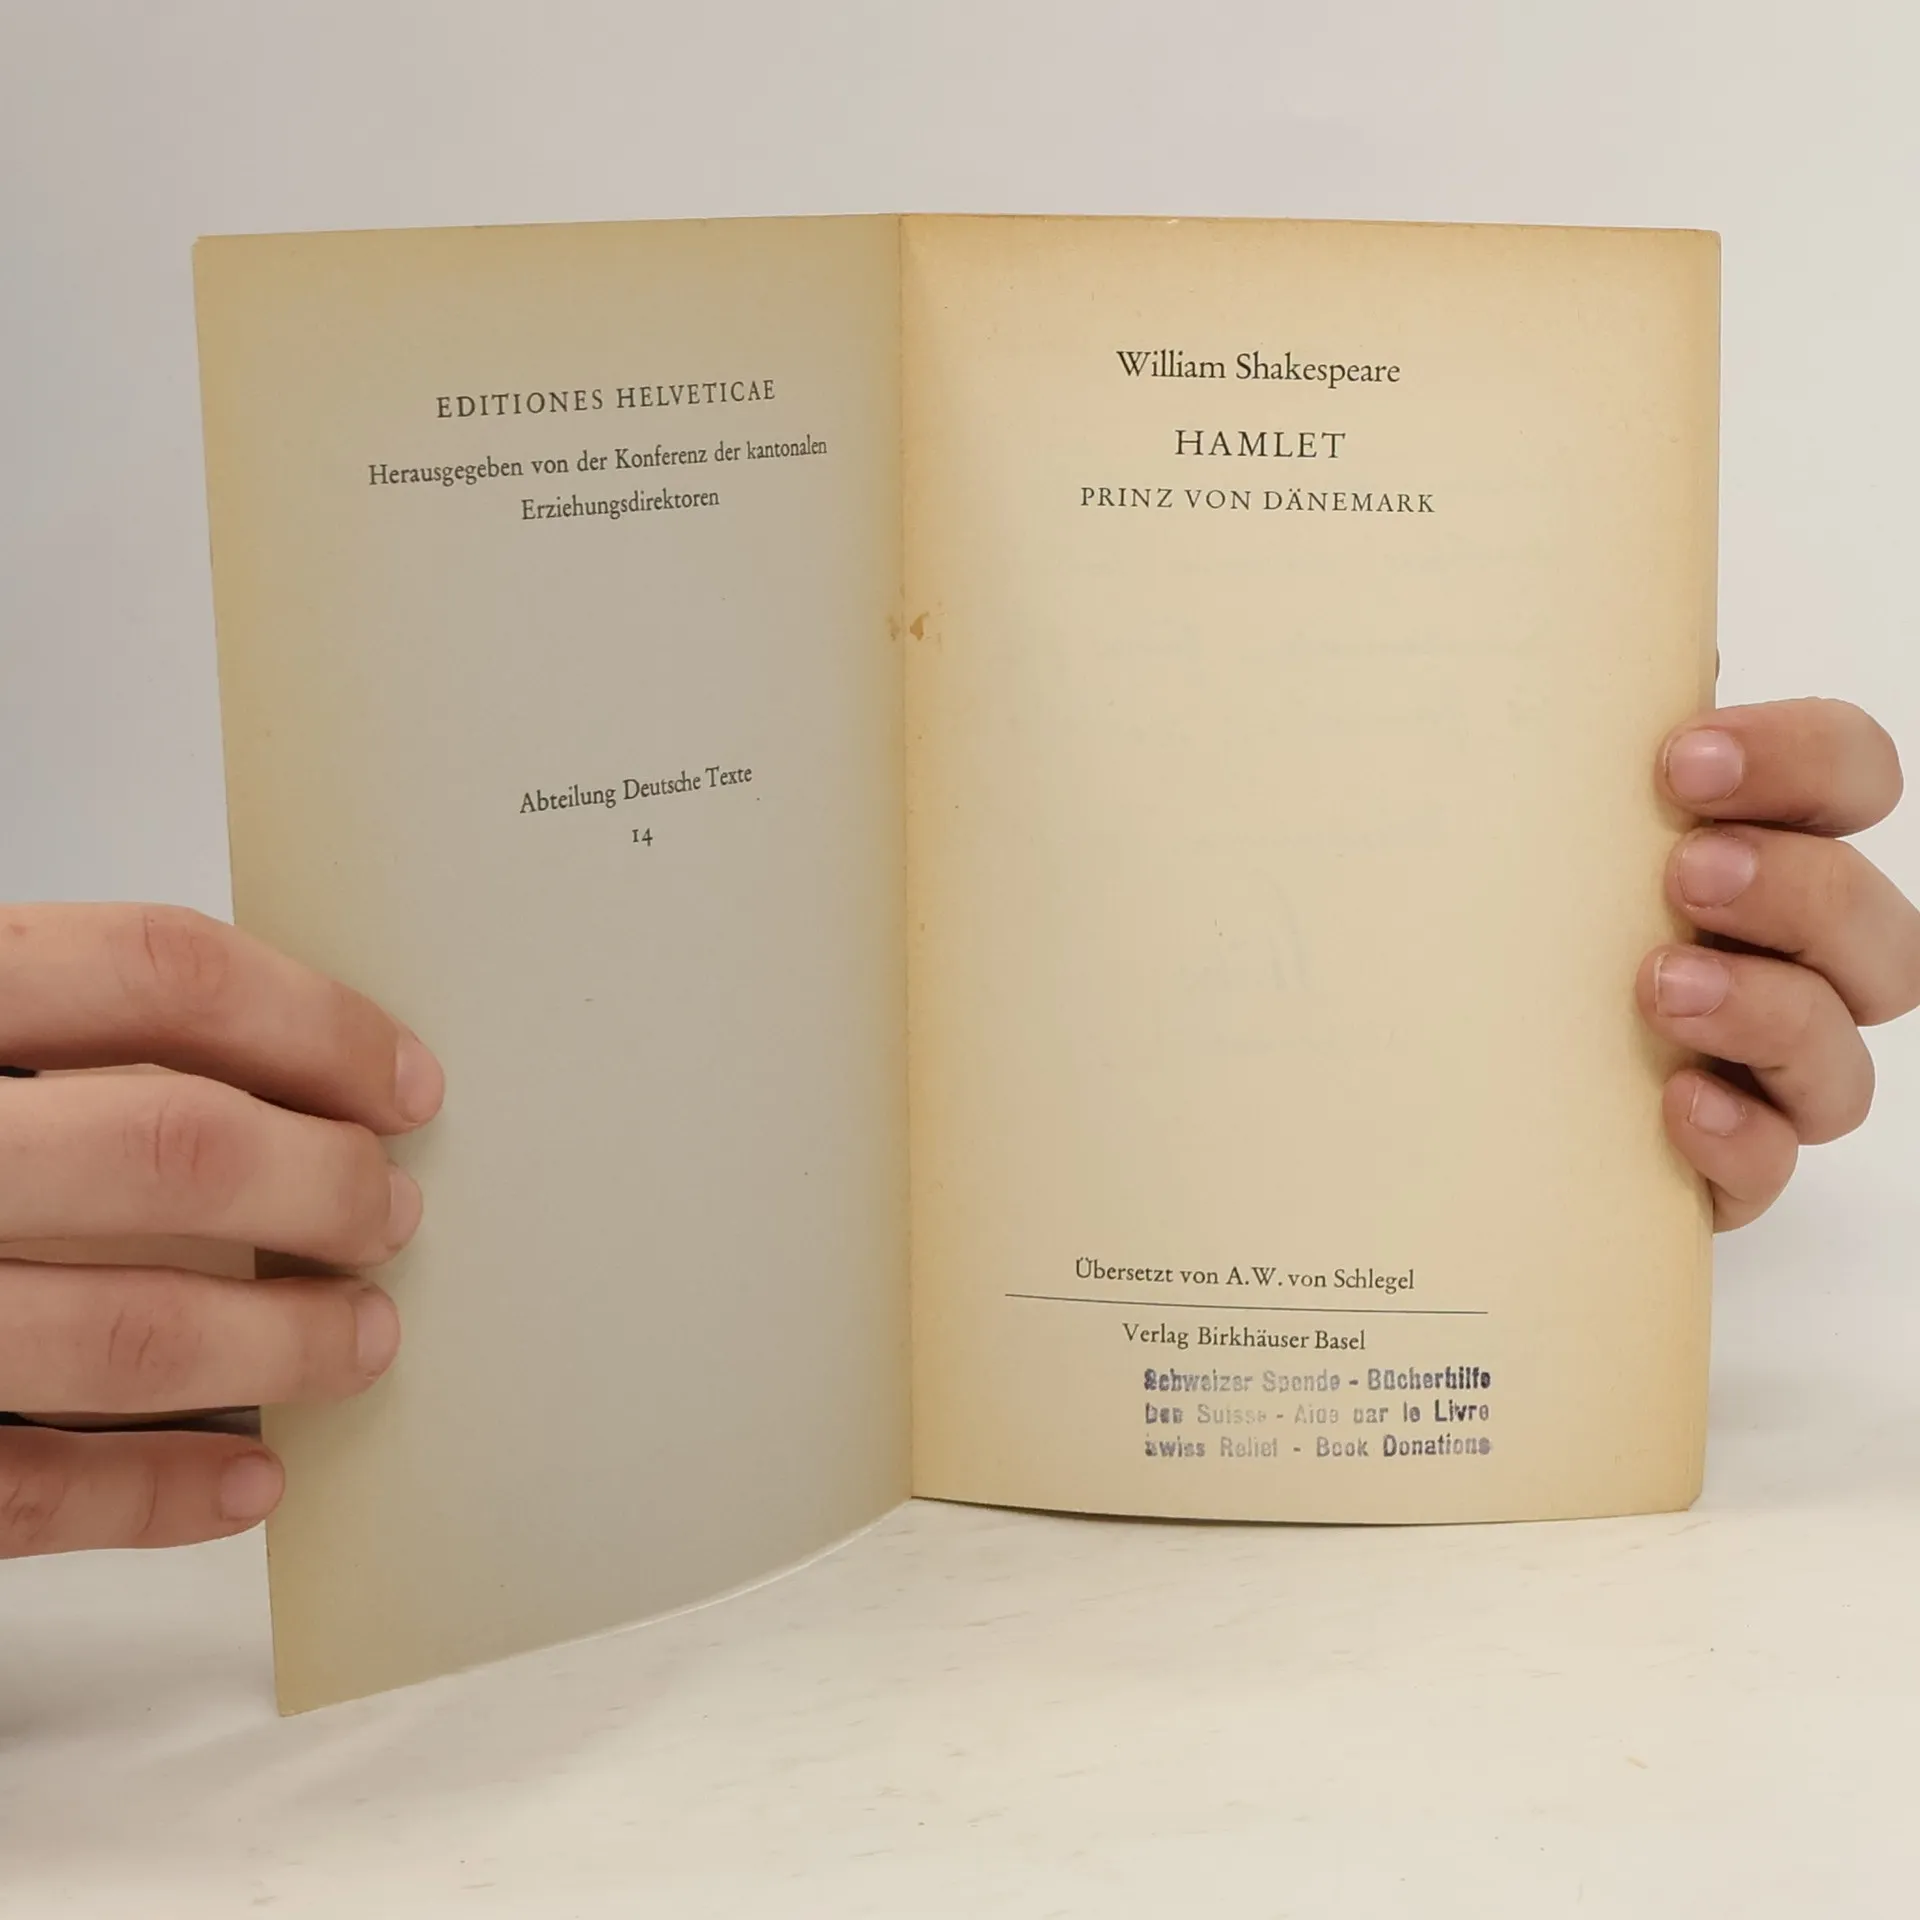 EDITIONES HELVETICAE
Herausgegeben von der Konferenz der kantonalen
Erziehungsdirektoren
Abteilung Deutsche Texte
14
William Shakespeare
HAMLET
PRINZ VON DÄNEMARK
Übersetzt von A. W. von Schlegel
Verlag Birkhäuser Basel
Schweizer Spende - Bücherhilfe
Don Suisse - Aide par le Livre
Swiss Relief - Book Donations